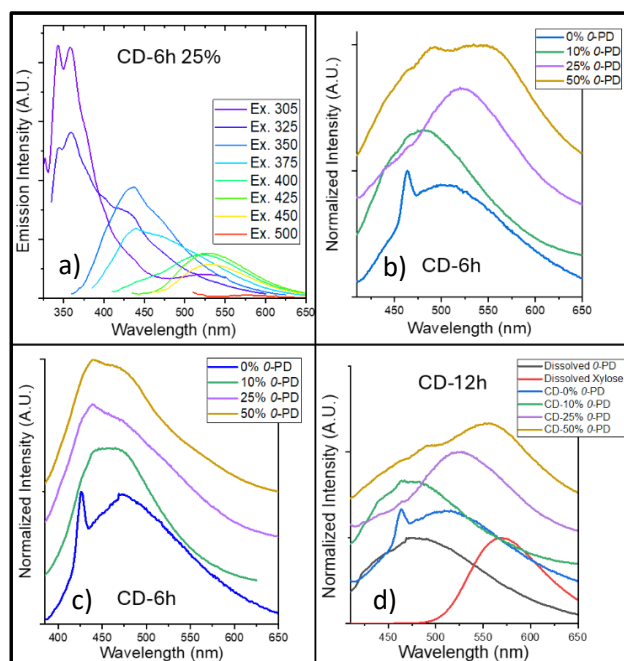 CD-6h 25%
Emission Intensity (A.U.)
Ex. 305
Ex. 325
Ex. 350
Ex. 375
Ex. 400
Ex. 425
Ex. 450
Ex. 500
a)
350 400 450 500 550 600 650
Wavelength (nm)
Normalized Intensity (A.U.)
0% O-PD
10% O-PD
25% O-PD
50% O-PD
b)
CD-6h
450 500 550 600 650
Wavelength (nm)
Normalized Intensity (A.U.)
0% O-PD
10% O-PD
25% O-PD
50% O-PD
c)
CD-6h
400 450 500 550 600 650
Wavelength (nm)
Normalized Intensity (A.U.)
CD-12h
Dissolved O-PD
Dissolved Xylose
CD-0% O-PD
CD-10% O-PD
CD-25% O-PD
CD-50% O-PD
d)
450 500 550 600 650
Wavelength (nm)